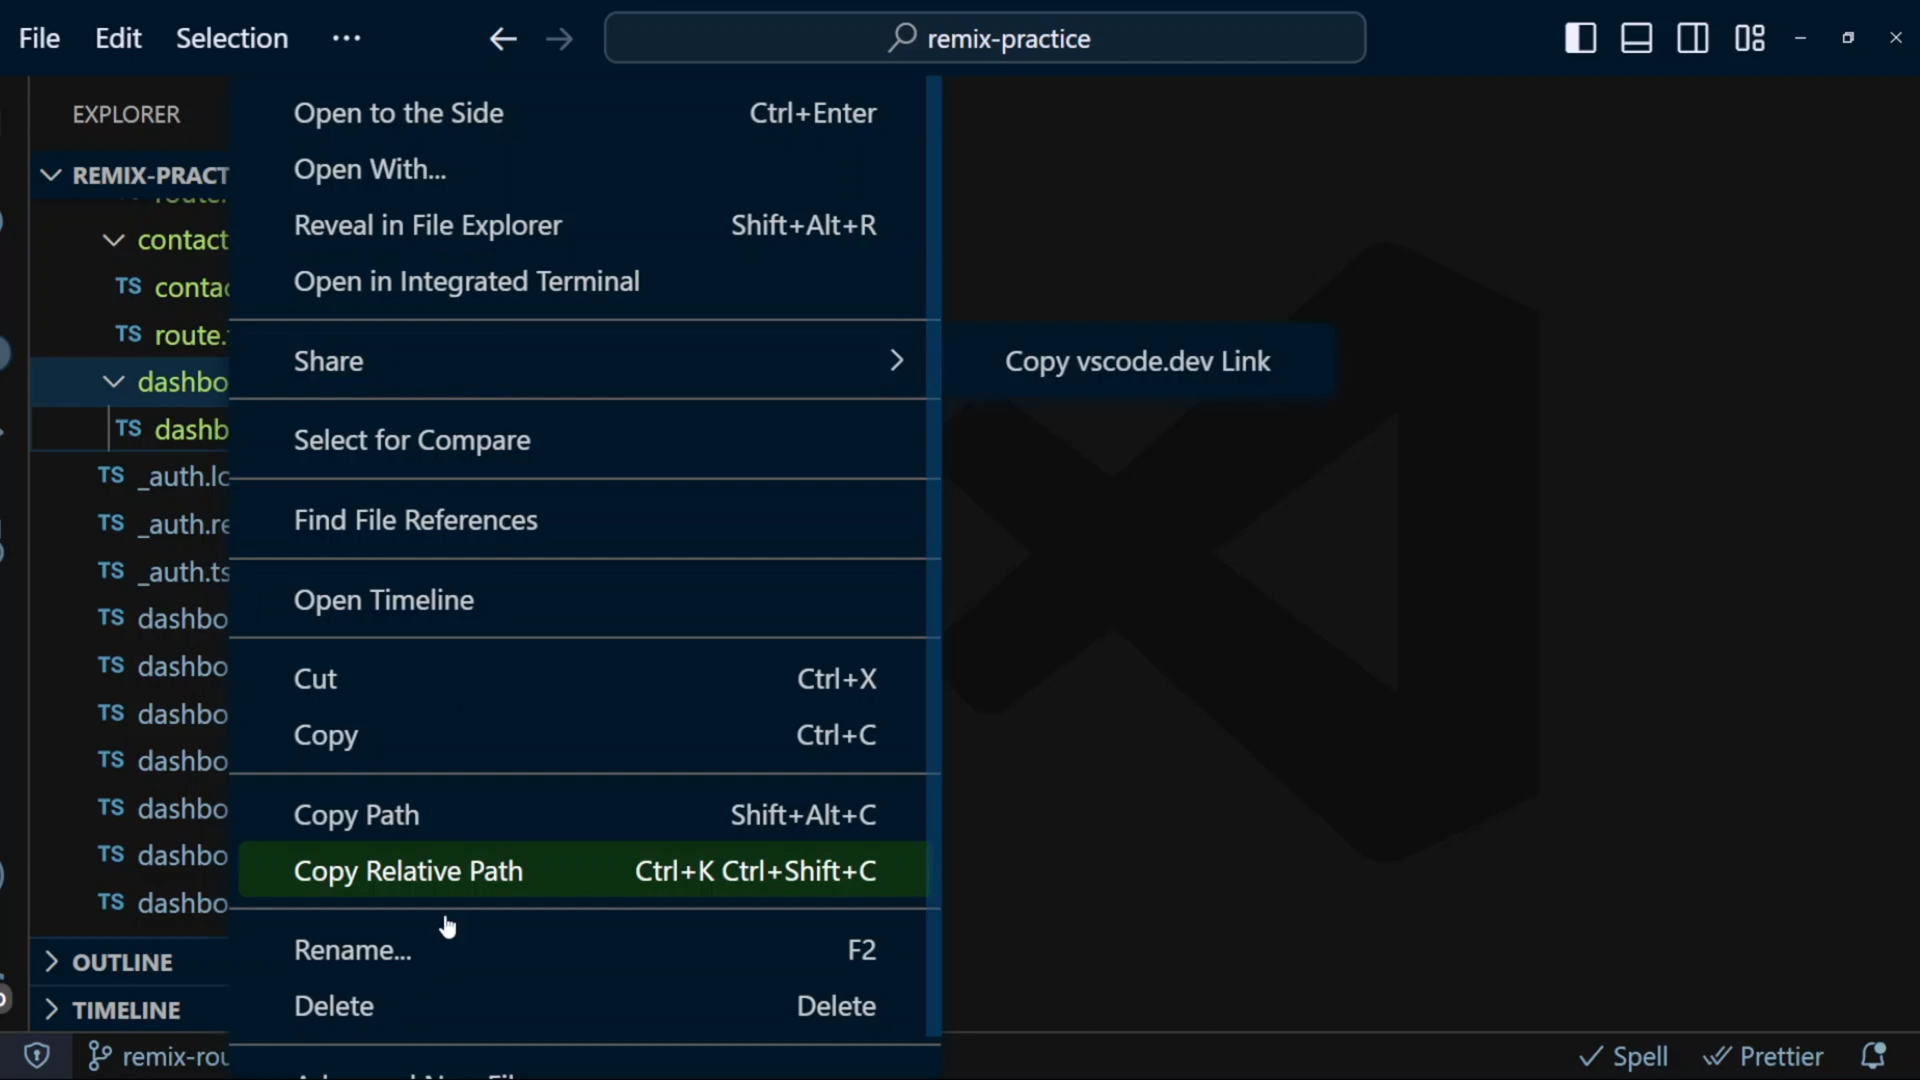 File Edit Selection ··· remix-practice
EXPLORER
REMIX-PRACT
route.
contact
TS contac
TS route.
dashbo
TS dashb
TS _auth.lo
TS _auth.re
TS _auth.ts
TS dashbo
TS dashbo
TS dashbo
TS dashbo
TS dashbo
TS dashbo
TS dashbo
OUTLINE
TIMELINE
Open to the Side Ctrl+Enter
Open With...
Reveal in File Explorer Shift+Alt+R
Open in Integrated Terminal
Share
Copy vscode.dev Link
Select for Compare
Find File References
Open Timeline
Cut Ctrl+X
Copy Ctrl+C
Copy Path Shift+Alt+C
Copy Relative Path Ctrl+K Ctrl+Shift+C
Rename... F2
Delete Delete
remix-rou Spell Prettier